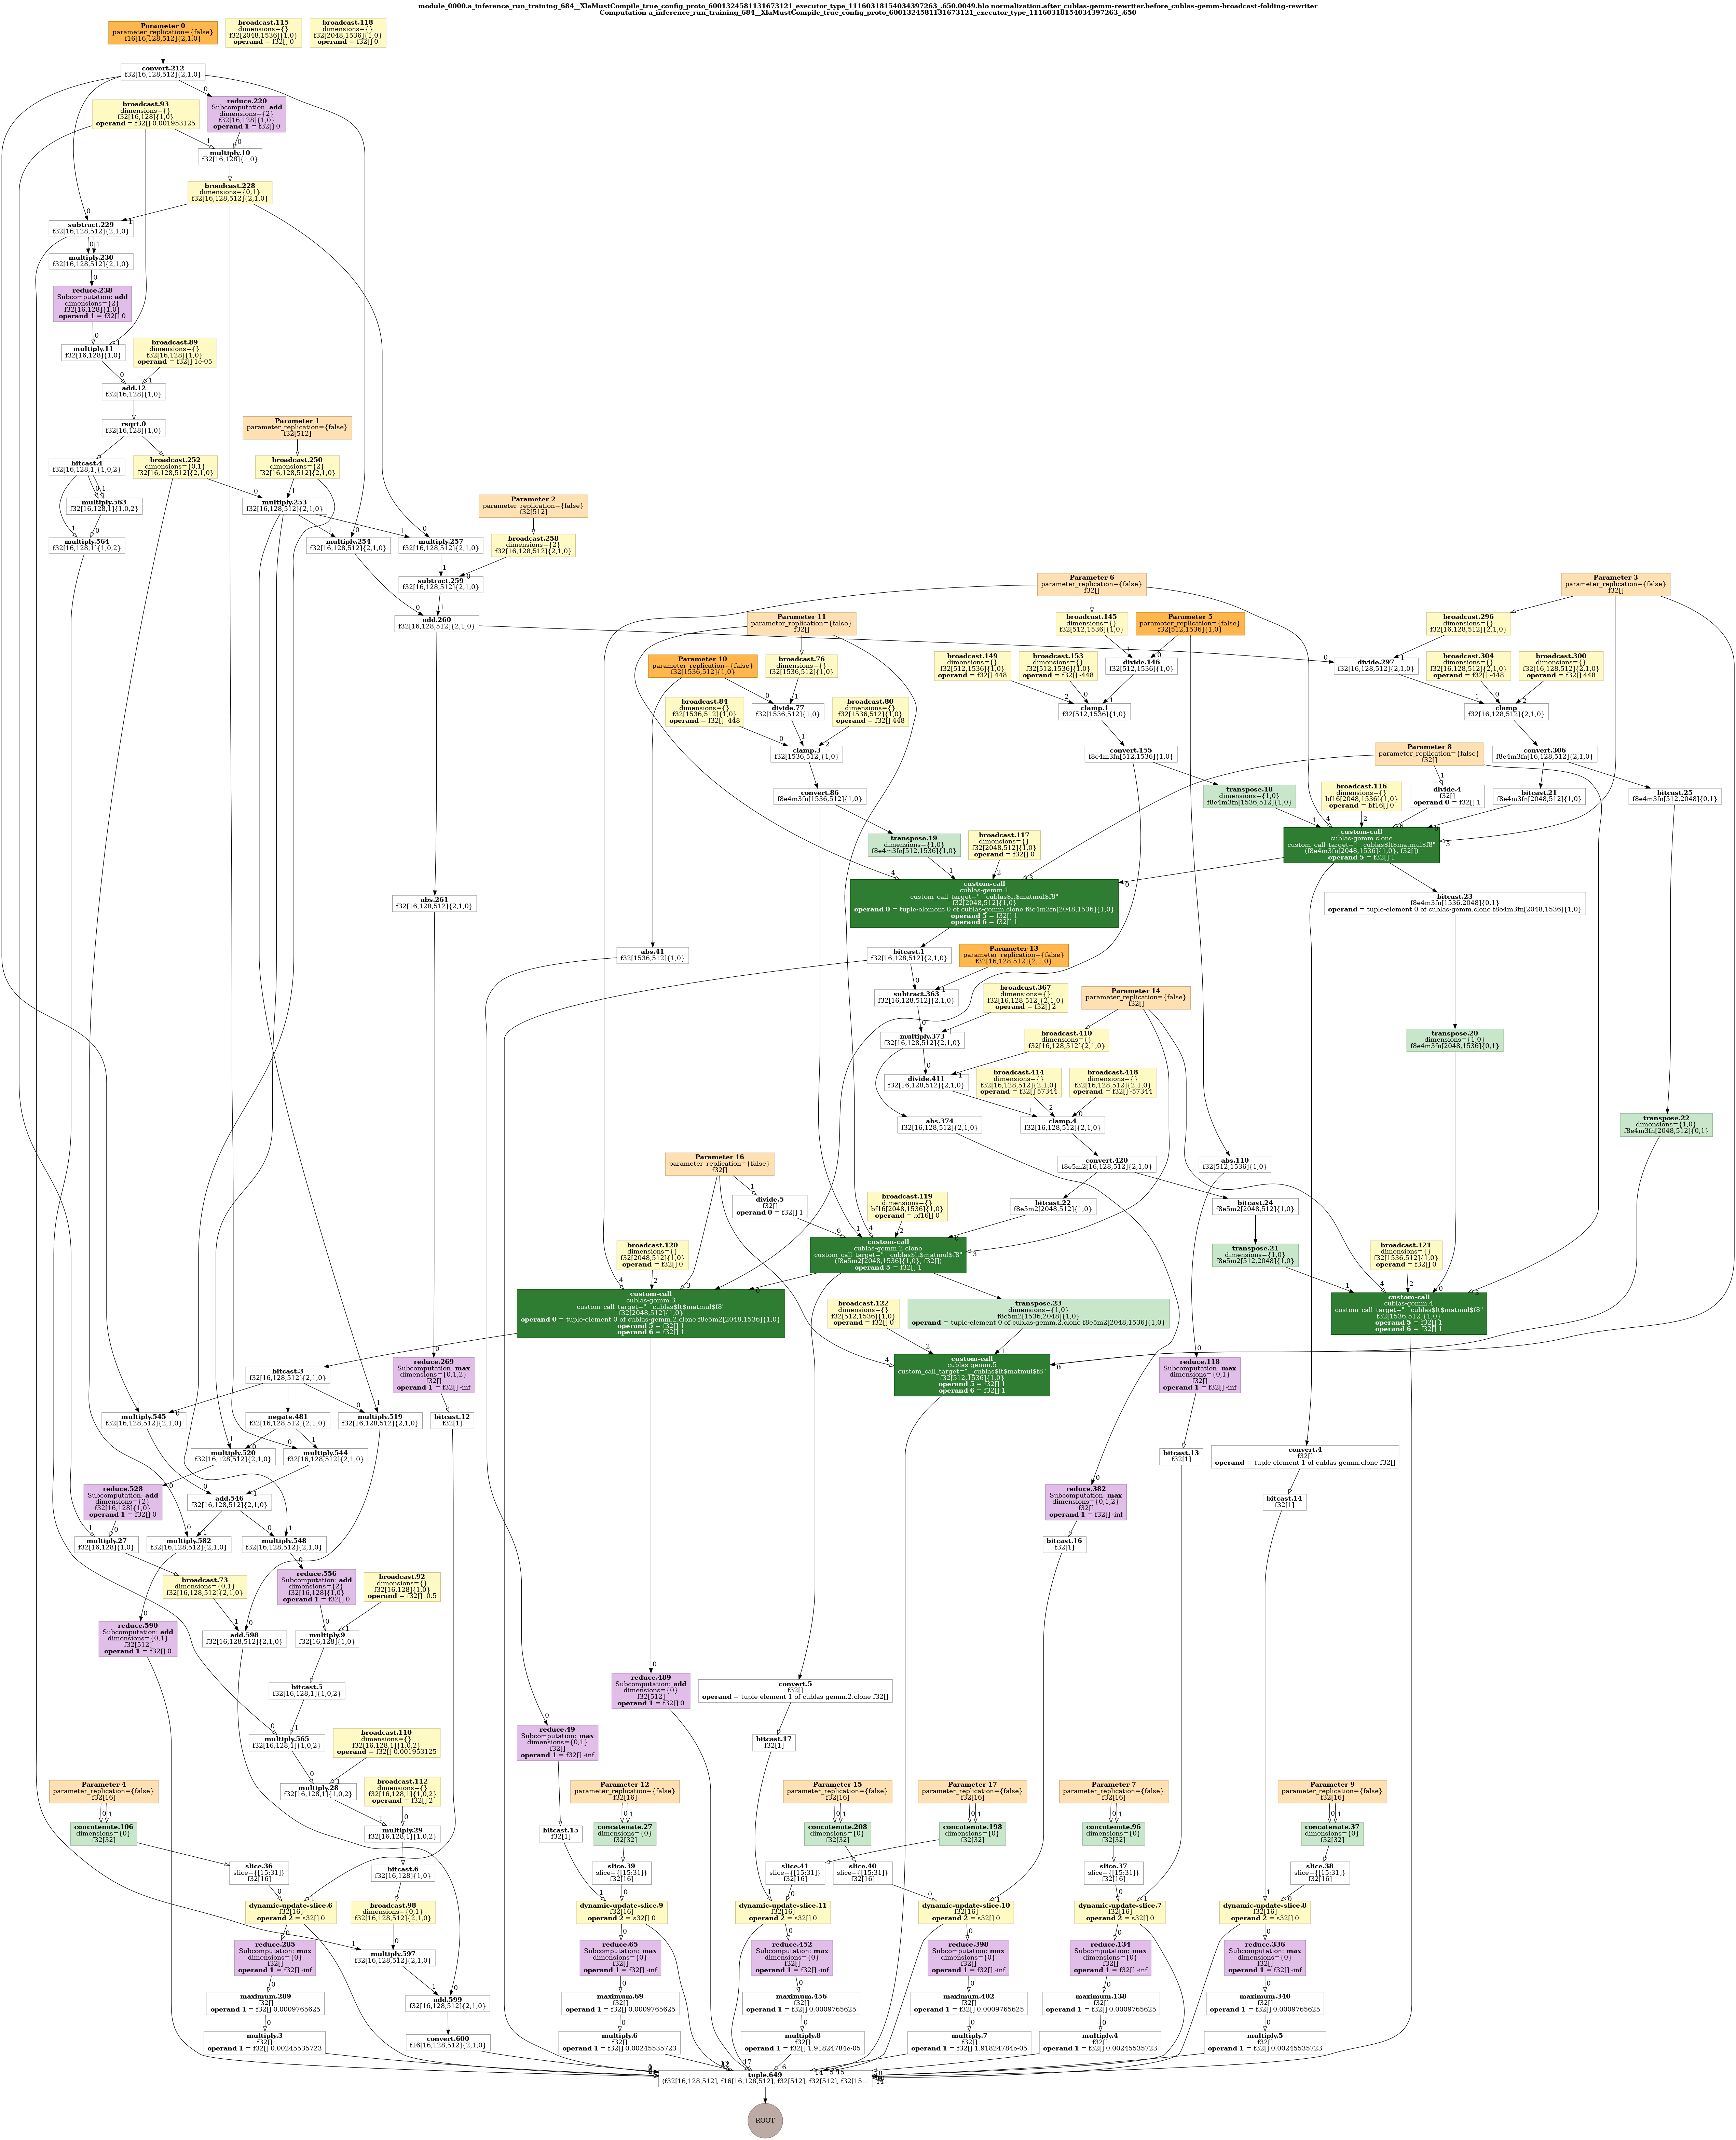 module_0000.a_inference_run_training_684__XlaMustCompile_true_config_proto_6001324581131673121_executor_type_11160318154034397263_.650.0049.hlo normalization.after_cublas-gemm-rewriter.before_cublas-gemm-broadcast-folding-rewriter
Computation a_inference_run_training_684__XlaMustCompile_true_config_proto_6001324581131673121_executor_type_11160318154034397263_.650
Parameter 0
parameter_replication={false}
f16[16,128,512]{2,1,0}
broadcast.115
dimensions={}
f32[2048,1536]{1,0}
operand = f32[] 0
broadcast.118
dimensions={}
f32[2048,1536]{1,0}
operand = f32[] 0
convert.212
f32[16,128,512]{2,1,0}
broadcast.93
dimensions={}
f32[16,128]{1,0}
operand = f32[] 0.001953125
reduce.220
Subcomputation: add
dimensions={2}
f32[16,128]{1,0}
operand 1 = f32[] 0
multiply.10
f32[16,128]{1,0}
broadcast.228
dimensions={0,1}
f32[16,128,512]{2,1,0}
subtract.229
f32[16,128,512]{2,1,0}
multiply.230
f32[16,128,512]{2,1,0}
reduce.238
Subcomputation: add
dimensions={2}
f32[16,128]{1,0}
operand 1 = f32[] 0
multiply.11
f32[16,128]{1,0}
broadcast.89
dimensions={}
f32[16,128]{1,0}
operand = f32[] 1e-05
add.12
f32[16,128]{1,0}
rsqrt.0
f32[16,128]{1,0}
Parameter 1
parameter_replication={false}
f32[512]
bitcast.4
f32[16,128,1]{1,0,2}
broadcast.252
dimensions={0,1}
f32[16,128,512]{2,1,0}
broadcast.250
dimensions={2}
f32[16,128,512]{2,1,0}
multiply.563
f32[16,128,1]{1,0,2}
multiply.253
f32[16,128,512]{2,1,0}
Parameter 2
parameter_replication={false}
f32[512]
multiply.564
f32[16,128,1]{1,0,2}
multiply.254
f32[16,128,512]{2,1,0}
multiply.257
f32[16,128,512]{2,1,0}
broadcast.258
dimensions={2}
f32[16,128,512]{2,1,0}
subtract.259
f32[16,128,512]{2,1,0}
Parameter 6
parameter_replication={false}
f32[]
Parameter 3
parameter_replication={false}
f32[]
add.260
f32[16,128,512]{2,1,0}
Parameter 11
parameter_replication={false}
f32[]
broadcast.145
dimensions={}
f32[512,1536]{1,0}
Parameter 5
parameter_replication={false}
f32[512,1536]{1,0}
broadcast.296
dimensions={}
f32[16,128,512]{2,1,0}
Parameter 10
parameter_replication={false}
f32[1536,512]{1,0}
broadcast.76
dimensions={}
f32[1536,512]{1,0}
broadcast.149
dimensions={}
f32[512,1536]{1,0}
operand = f32[] 448
broadcast.153
dimensions={}
f32[512,1536]{1,0}
operand = f32[] -448
divide.146
f32[512,1536]{1,0}
divide.297
f32[16,128,512]{2,1,0}
broadcast.304
dimensions={}
f32[16,128,512]{2,1,0}
operand = f32[] -448
broadcast.300
dimensions={}
f32[16,128,512]{2,1,0}
operand = f32[] 448
broadcast.84
dimensions={}
f32[1536,512]{1,0}
operand = f32[] -448
divide.77
f32[1536,512]{1,0}
broadcast.80
dimensions={}
f32[1536,512]{1,0}
operand = f32[] 448
clamp.1
f32[512,1536]{1,0}
clamp
f32[16,128,512]{2,1,0}
clamp.3
f32[1536,512]{1,0}
convert.155
f8e4m3fn[512,1536]{1,0}
Parameter 8
parameter_replication={false}
f32[]
convert.306
f8e4m3fn[16,128,512]{2,1,0}
convert.86
f8e4m3fn[1536,512]{1,0}
transpose.18
dimensions={1,0}
f8e4m3fn[1536,512]{1,0}
broadcast.116
dimensions={}
bf16[2048,1536]{1,0}
operand = bf16[] 0
divide.4
f32[]
operand 0 = f32[] 1
bitcast.21
f8e4m3fn[2048,512]{1,0}
bitcast.25
f8e4m3fn[512,2048]{0,1}
transpose.19
dimensions={1,0}
f8e4m3fn[512,1536]{1,0}
broadcast.117
dimensions={}
f32[2048,512]{1,0}
operand = f32[] 0
custom-call
cublas-gemm.clone
custom_call_target="__cublas$lt$matmul$f8"
(f8e4m3fn[2048,1536]{1,0}, f32[])
operand 5 = f32[] 1
custom-call
cublas-gemm.1
custom_call_target="__cublas$lt$matmul$f8"
f32[2048,512]{1,0}
operand 0 = tuple-element 0 of cublas-gemm.clone f8e4m3fn[2048,1536]{1,0}
operand 5 = f32[] 1
operand 6 = f32[] 1
abs.261
f32[16,128,512]{2,1,0}
bitcast.23
f8e4m3fn[1536,2048]{0,1}
operand = tuple-element 0 of cublas-gemm.clone f8e4m3fn[2048,1536]{1,0}
abs.41
f32[1536,512]{1,0}
bitcast.1
f32[16,128,512]{2,1,0}
Parameter 13
parameter_replication={false}
f32[16,128,512]{2,1,0}
subtract.363
f32[16,128,512]{2,1,0}
broadcast.367
dimensions={}
f32[16,128,512]{2,1,0}
operand = f32[] 2
Parameter 14
parameter_replication={false}
f32[]
multiply.373
f32[16,128,512]{2,1,0}
broadcast.410
dimensions={}
f32[16,128,512]{2,1,0}
transpose.20
dimensions={1,0}
f8e4m3fn[2048,1536]{0,1}
divide.411
f32[16,128,512]{2,1,0}
broadcast.414
dimensions={}
f32[16,128,512]{2,1,0}
operand = f32[] 57344
broadcast.418
dimensions={}
f32[16,128,512]{2,1,0}
operand = f32[] -57344
abs.374
f32[16,128,512]{2,1,0}
clamp.4
f32[16,128,512]{2,1,0}
transpose.22
dimensions={1,0}
f8e4m3fn[2048,512]{0,1}
Parameter 16
parameter_replication={false}
f32[]
convert.420
f8e5m2[16,128,512]{2,1,0}
abs.110
f32[512,1536]{1,0}
divide.5
f32[]
operand 0 = f32[] 1
broadcast.119
dimensions={}
bf16[2048,1536]{1,0}
operand = bf16[] 0
bitcast.22
f8e5m2[2048,512]{1,0}
bitcast.24
f8e5m2[2048,512]{1,0}
broadcast.120
dimensions={}
f32[2048,512]{1,0}
operand = f32[] 0
custom-call
cublas-gemm.2.clone
custom_call_target="__cublas$lt$matmul$f8"
(f8e5m2[2048,1536]{1,0}, f32[])
operand 5 = f32[] 1
transpose.21
dimensions={1,0}
f8e5m2[512,2048]{1,0}
broadcast.121
dimensions={}
f32[1536,512]{1,0}
operand = f32[] 0
custom-call
cublas-gemm.3
custom_call_target="__cublas$lt$matmul$f8"
f32[2048,512]{1,0}
operand 0 = tuple-element 0 of cublas-gemm.2.clone f8e5m2[2048,1536]{1,0}
operand 5 = f32[] 1
operand 6 = f32[] 1
broadcast.122
dimensions={}
f32[512,1536]{1,0}
operand = f32[] 0
transpose.23
dimensions={1,0}
f8e5m2[1536,2048]{1,0}
operand = tuple-element 0 of cublas-gemm.2.clone f8e5m2[2048,1536]{1,0}
custom-call
cublas-gemm.4
custom_call_target="__cublas$lt$matmul$f8"
f32[1536,512]{1,0}
operand 5 = f32[] 1
operand 6 = f32[] 1
custom-call
cublas-gemm.5
custom_call_target="__cublas$lt$matmul$f8"
f32[512,1536]{1,0}
operand 5 = f32[] 1
operand 6 = f32[] 1
bitcast.3
f32[16,128,512]{2,1,0}
reduce.269
Subcomputation: max
dimensions={0,1,2}
f32[]
operand 1 = f32[] -inf
reduce.118
Subcomputation: max
dimensions={0,1}
f32[]
operand 1 = f32[] -inf
multiply.545
f32[16,128,512]{2,1,0}
negate.481
f32[16,128,512]{2,1,0}
multiply.519
f32[16,128,512]{2,1,0}
bitcast.12
f32[1]
multiply.520
f32[16,128,512]{2,1,0}
multiply.544
f32[16,128,512]{2,1,0}
bitcast.13
f32[1]
convert.4
f32[]
operand = tuple-element 1 of cublas-gemm.clone f32[]
reduce.528
Subcomputation: add
dimensions={2}
f32[16,128]{1,0}
operand 1 = f32[] 0
add.546
f32[16,128,512]{2,1,0}
reduce.382
Subcomputation: max
dimensions={0,1,2}
f32[]
operand 1 = f32[] -inf
bitcast.14
f32[1]
multiply.27
f32[16,128]{1,0}
multiply.582
f32[16,128,512]{2,1,0}
multiply.548
f32[16,128,512]{2,1,0}
bitcast.16
f32[1]
broadcast.73
dimensions={0,1}
f32[16,128,512]{2,1,0}
reduce.556
Subcomputation: add
dimensions={2}
f32[16,128]{1,0}
operand 1 = f32[] 0
broadcast.92
dimensions={}
f32[16,128]{1,0}
operand = f32[] -0.5
reduce.590
Subcomputation: add
dimensions={0,1}
f32[512]
operand 1 = f32[] 0
add.598
f32[16,128,512]{2,1,0}
multiply.9
f32[16,128]{1,0}
bitcast.5
f32[16,128,1]{1,0,2}
reduce.489
Subcomputation: add
dimensions={0}
f32[512]
operand 1 = f32[] 0
convert.5
f32[]
operand = tuple-element 1 of cublas-gemm.2.clone f32[]
multiply.565
f32[16,128,1]{1,0,2}
broadcast.110
dimensions={}
f32[16,128,1]{1,0,2}
operand = f32[] 0.001953125
reduce.49
Subcomputation: max
dimensions={0,1}
f32[]
operand 1 = f32[] -inf
bitcast.17
f32[1]
Parameter 4
parameter_replication={false}
f32[16]
multiply.28
f32[16,128,1]{1,0,2}
broadcast.112
dimensions={}
f32[16,128,1]{1,0,2}
operand = f32[] 2
Parameter 12
parameter_replication={false}
f32[16]
Parameter 15
parameter_replication={false}
f32[16]
Parameter 17
parameter_replication={false}
f32[16]
Parameter 7
parameter_replication={false}
f32[16]
Parameter 9
parameter_replication={false}
f32[16]
concatenate.106
dimensions={0}
f32[32]
multiply.29
f32[16,128,1]{1,0,2}
bitcast.15
f32[1]
concatenate.27
dimensions={0}
f32[32]
concatenate.208
dimensions={0}
f32[32]
concatenate.198
dimensions={0}
f32[32]
concatenate.96
dimensions={0}
f32[32]
concatenate.37
dimensions={0}
f32[32]
slice.36
slice={[15:31]}
f32[16]
bitcast.6
f32[16,128]{1,0}
slice.39
slice={[15:31]}
f32[16]
slice.41
slice={[15:31]}
f32[16]
slice.40
slice={[15:31]}
f32[16]
slice.37
slice={[15:31]}
f32[16]
slice.38
slice={[15:31]}
f32[16]
dynamic-update-slice.6
f32[16]
operand 2 = s32[] 0
broadcast.98
dimensions={0,1}
f32[16,128,512]{2,1,0}
dynamic-update-slice.9
f32[16]
operand 2 = s32[] 0
dynamic-update-slice.11
f32[16]
operand 2 = s32[] 0
dynamic-update-slice.10
f32[16]
operand 2 = s32[] 0
dynamic-update-slice.7
f32[16]
operand 2 = s32[] 0
dynamic-update-slice.8
f32[16]
operand 2 = s32[] 0
reduce.285
Subcomputation: max
dimensions={0}
f32[]
operand 1 = f32[] -inf
multiply.597
f32[16,128,512]{2,1,0}
reduce.65
Subcomputation: max
dimensions={0}
f32[]
operand 1 = f32[] -inf
reduce.452
Subcomputation: max
dimensions={0}
f32[]
operand 1 = f32[] -inf
reduce.398
Subcomputation: max
dimensions={0}
f32[]
operand 1 = f32[] -inf
reduce.134
Subcomputation: max
dimensions={0}
f32[]
operand 1 = f32[] -inf
reduce.336
Subcomputation: max
dimensions={0}
f32[]
operand 1 = f32[] -inf
maximum.289
f32[]
operand 1 = f32[] 0.0009765625
add.599
f32[16,128,512]{2,1,0}
maximum.69
f32[]
operand 1 = f32[] 0.0009765625
maximum.456
f32[]
operand 1 = f32[] 0.0009765625
maximum.402
f32[]
operand 1 = f32[] 0.0009765625
maximum.138
f32[]
operand 1 = f32[] 0.0009765625
maximum.340
f32[]
operand 1 = f32[] 0.0009765625
multiply.3
f32[]
operand 1 = f32[] 0.00245535723
convert.600
f16[16,128,512]{2,1,0}
multiply.6
f32[]
operand 1 = f32[] 0.00245535723
multiply.8
f32[]
operand 1 = f32[] 1.91824784e-05
multiply.7
f32[]
operand 1 = f32[] 1.91824784e-05
multiply.4
f32[]
operand 1 = f32[] 0.00245535723
multiply.5
f32[]
operand 1 = f32[] 0.00245535723
tuple.649
(f32[16,128,512], f16[16,128,512], f32[512], f32[512], f32[15...
ROOT